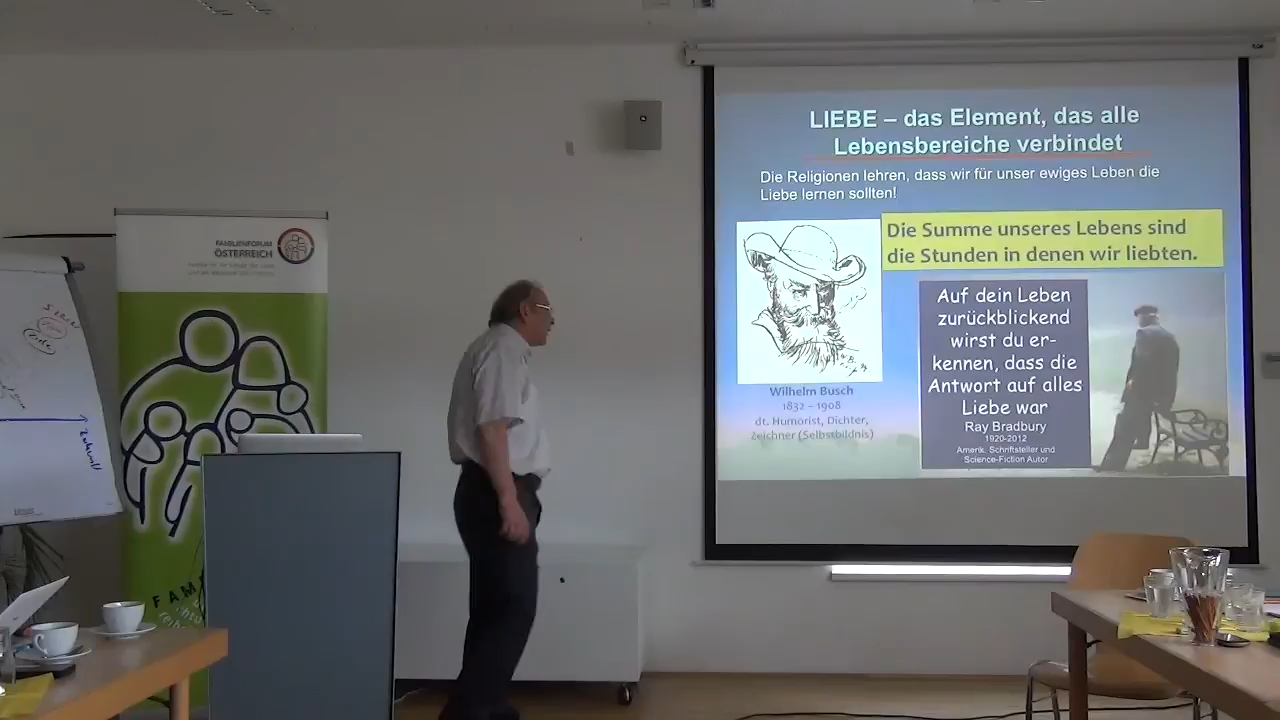 LIEBE – das Element, das alle
Lebensbereiche verbindet
Die Religionen lehren, dass wir für unser ewiges Leben die
Liebe lernen sollten!
Die Summe unseres Lebens sind
die Stunden in denen wir liebten.
Wilhelm Busch
1832 – 1908
dt. Humorist, Dichter,
Zeichner (Selbstbildnis)
Auf dein Leben
zurückblickend
wirst du er-
kennen, dass die
Antwort auf alles
Liebe war
Ray Bradbury
1920-2012
Amerik. Schriftsteller und
Science-Fiction Autor
FAMILIENFORUM
ÖSTERREICH
Zukunft
FAM